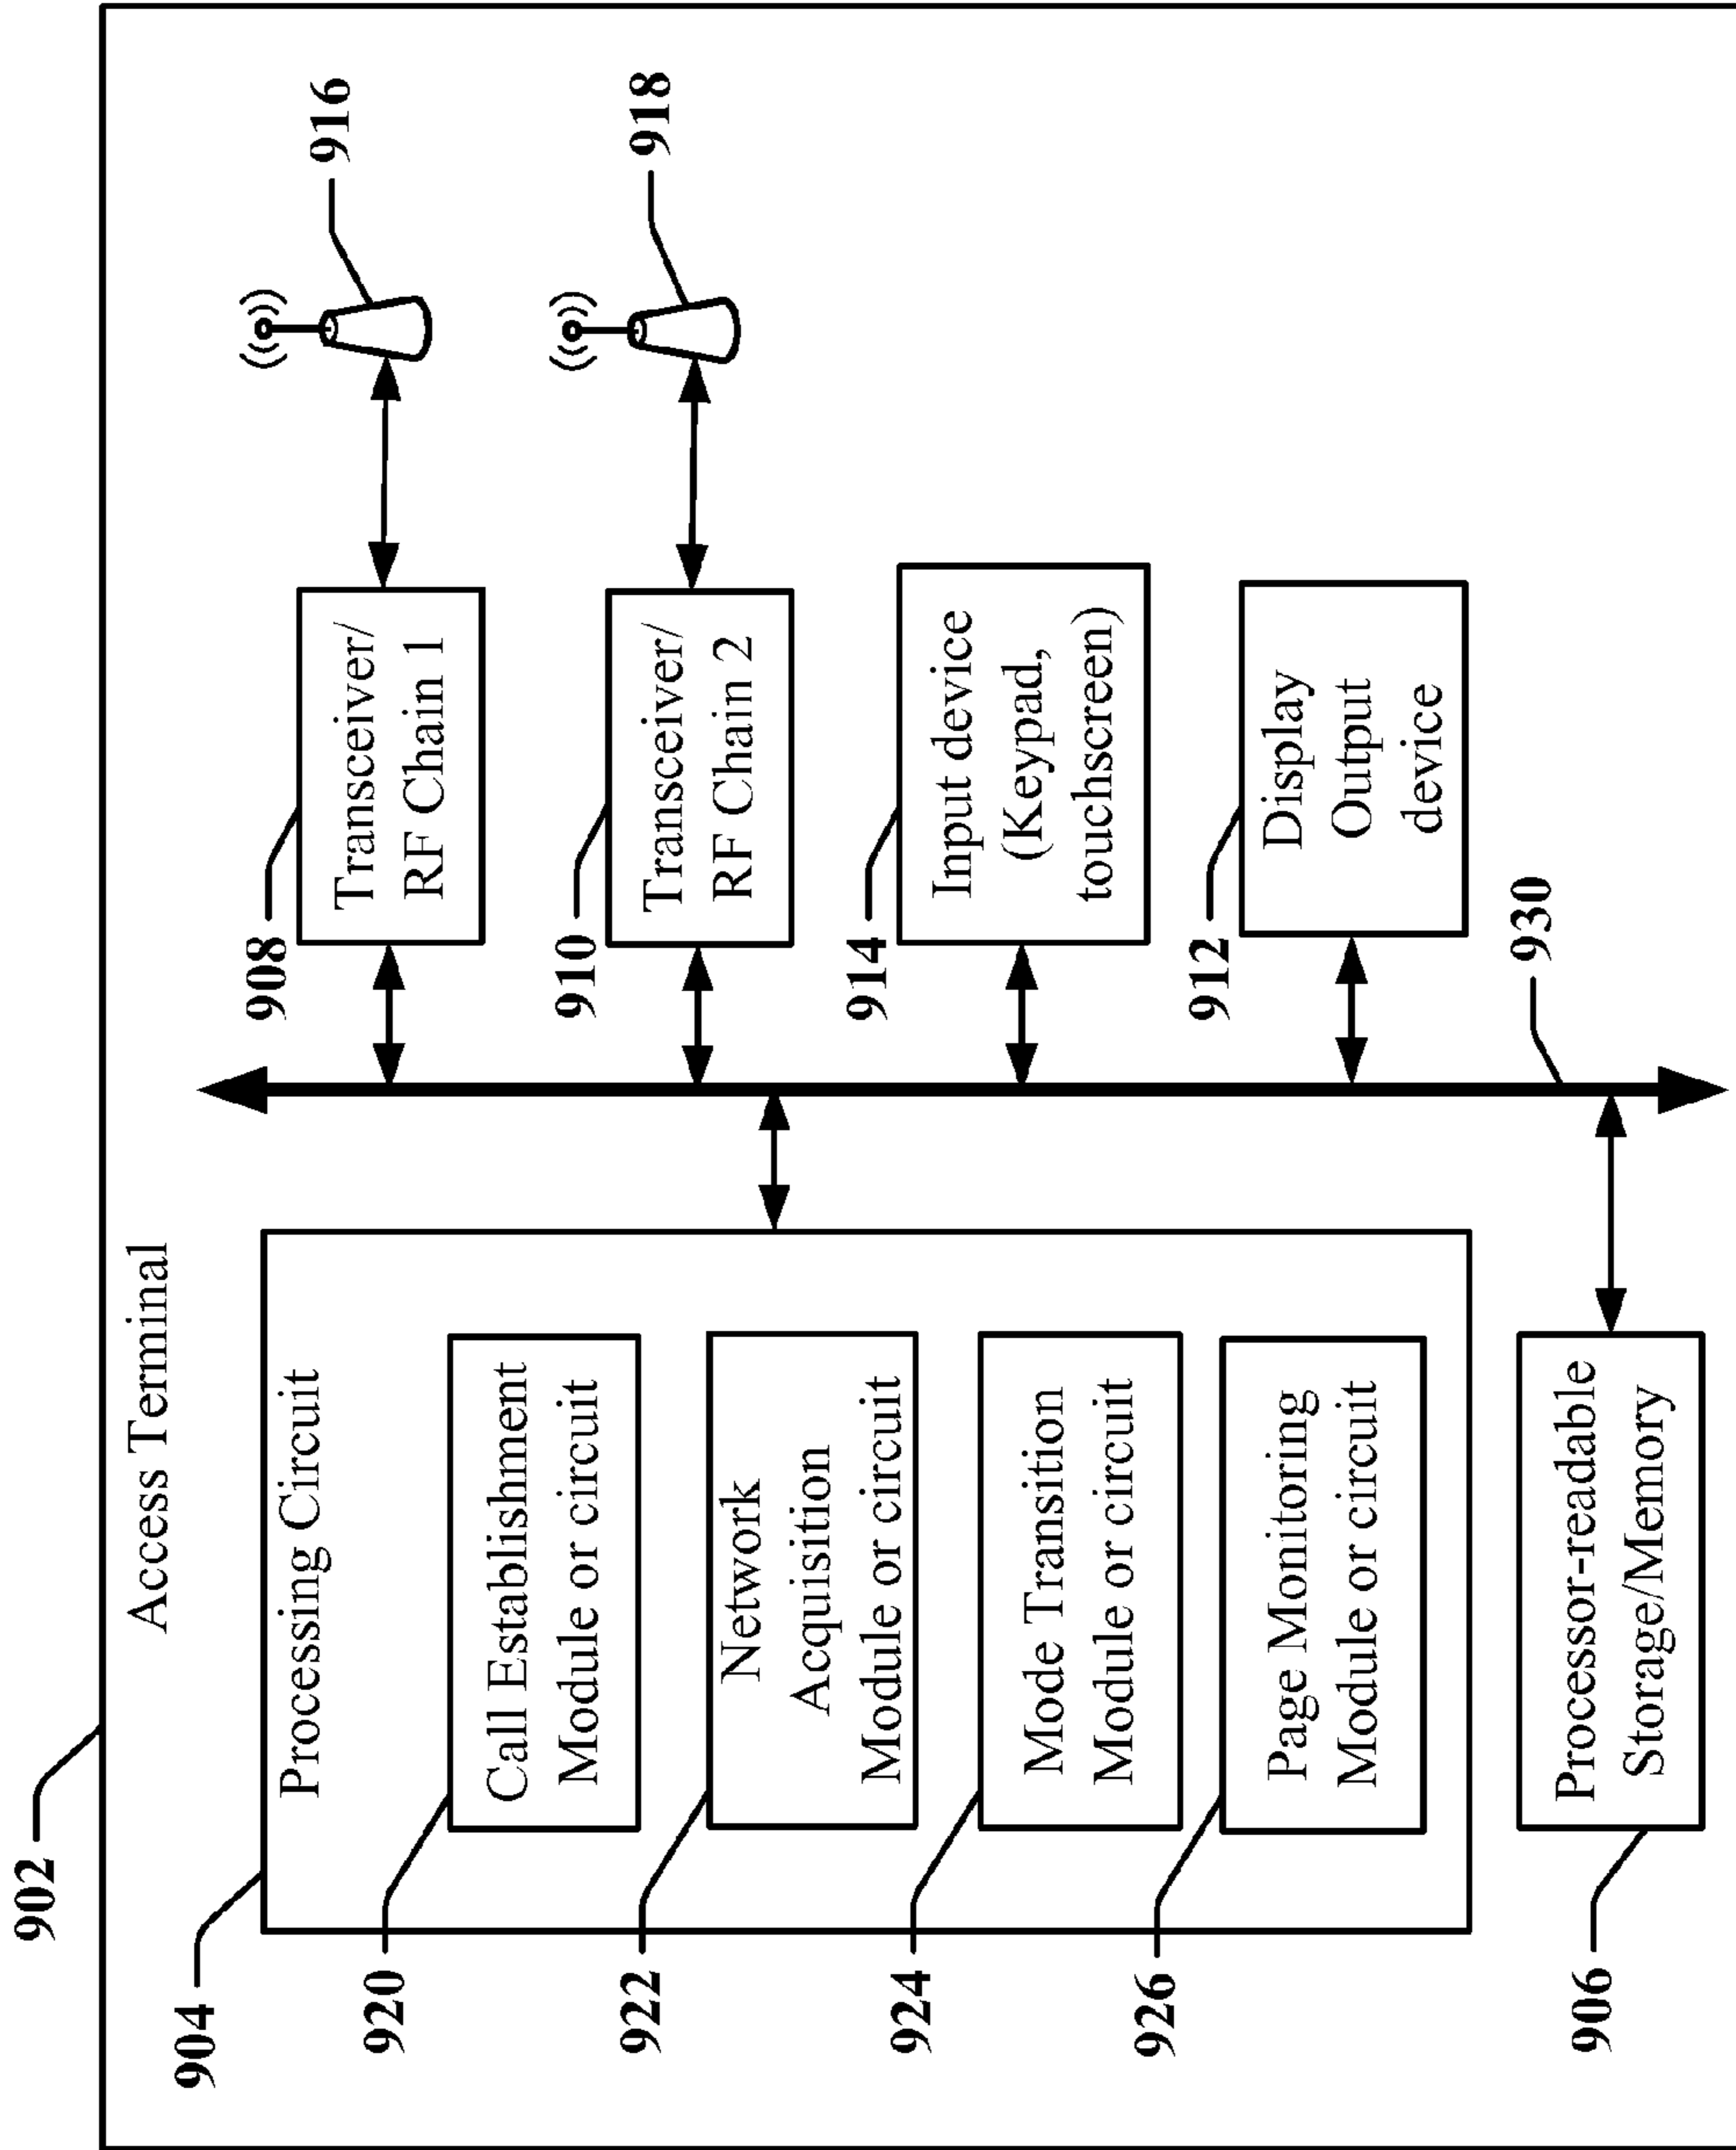 902
Access Terminal
904
Processing Circuit
920
Call Establishment
Module or circuit
922
Network
Acquisition
Module or circuit
924
Mode Transition
Module or circuit
926
Page Monitoring
Module or circuit
906
Processor-readable
Storage/Memory
908
Transceiver/
RF Chain 1
916
910
Transceiver/
RF Chain 2
918
914
Input device
(Keypad,
touchscreen)
912
Display
Output
device
930